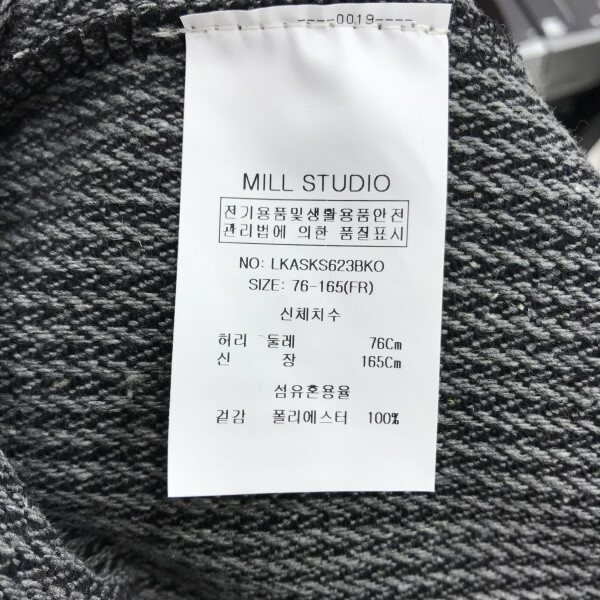 ----0019----
MILL STUDIO
전기용품및생활용품안전
관리법에 의한 품질표시
NO: LKASKS623BKO
SIZE: 76-165(FR)
신체치수
허리 둘레 76Cm
신 장 165Cm
섬유혼용율
겉감 폴리에스터 100%